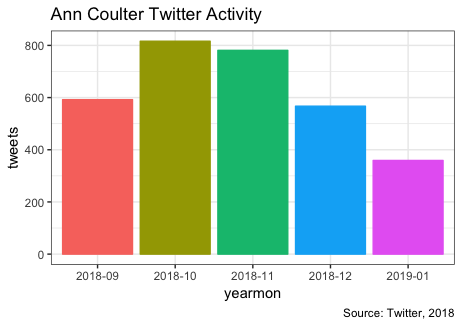 Ann Coulter Twitter Activity
tweets
800
600
400
200
0
2018-09 2018-10 2018-11 2018-12 2019-01
yearmon
Source: Twitter, 2018